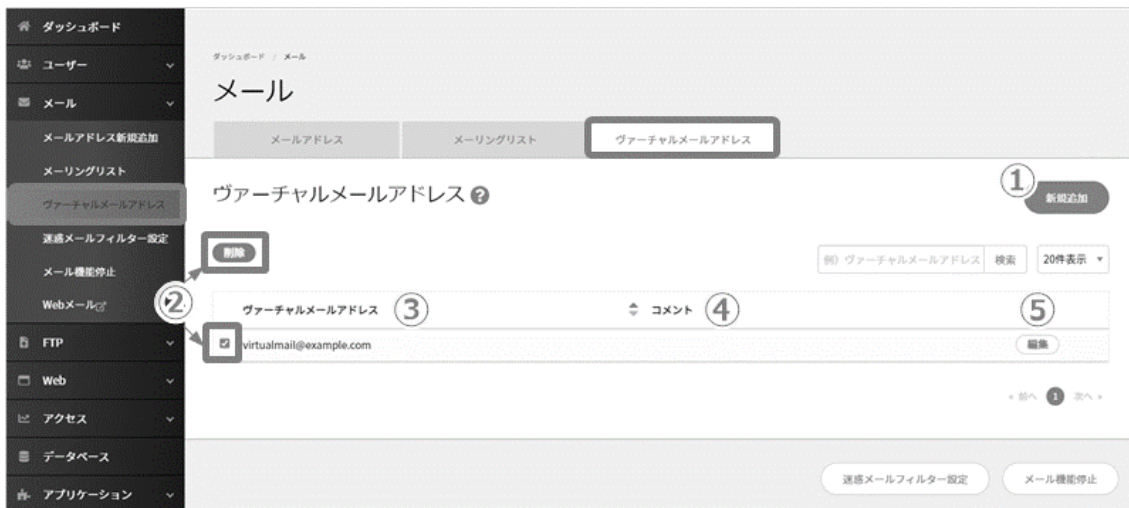 ダッシュボード
ユーザー
メール
メールアドレス新規追加
メーリングリスト
ヴァーチャルメールアドレス
迷惑メールフィルター設定
メール機能停止
Webメール
FTP
Web
アクセス
データベース
アプリケーション
ダッシュボード / メール
メール
メールアドレス メーリングリスト ヴァーチャルメールアドレス
ヴァーチャルメールアドレス ?
① 新規追加
削除
例）ヴァーチャルメールアドレス 検索 20件表示
②
ヴァーチャルメールアドレス ③ コメント ④ ⑤
virtualmail@example.com 編集
« 前へ 1 次へ »
迷惑メールフィルター設定 メール機能停止